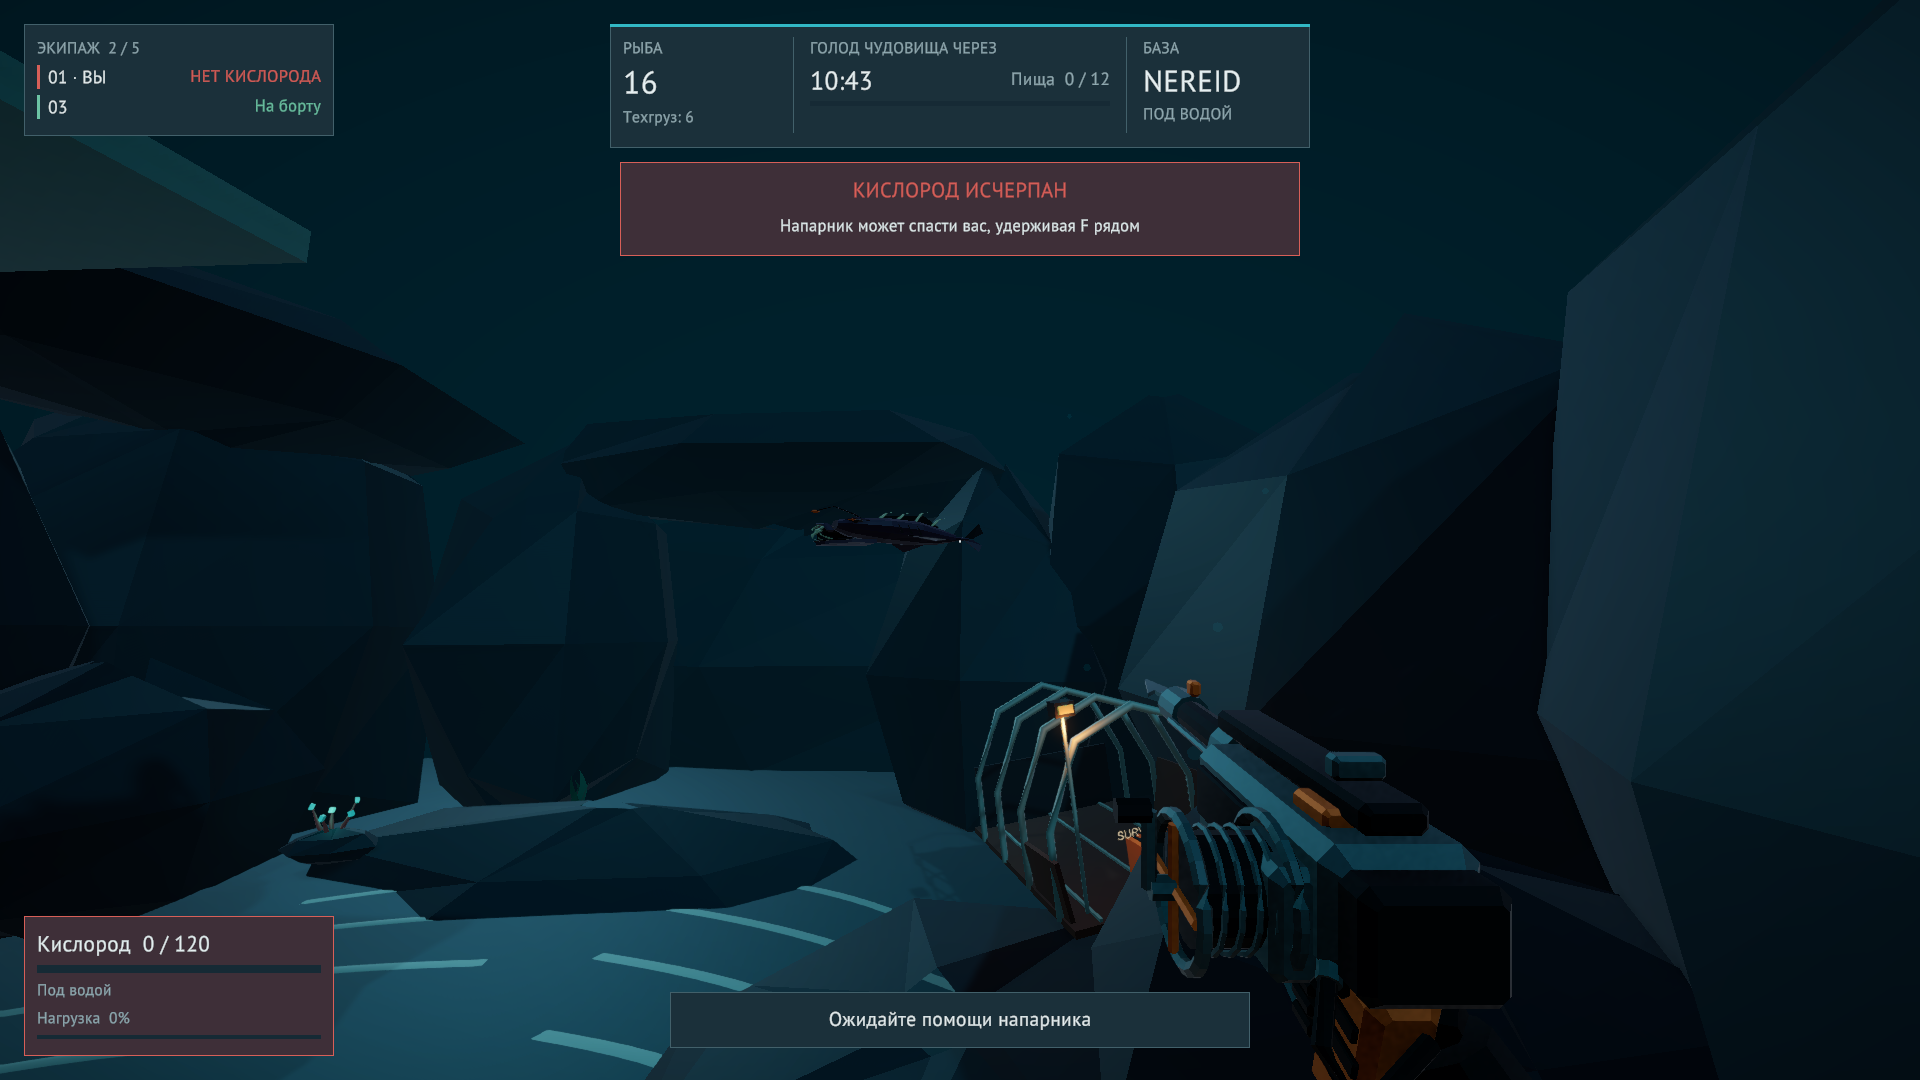 ЭКИПАЖ 2 / 5
01 · ВЫ НЕТ КИСЛОРОДА
03 На борту
РЫБА
16
Техгруз: 6
ГОЛОД ЧУДОВИЩА ЧЕРЕЗ
10:43 Пища 0 / 12
БАЗА
NEREID
ПОД ВОДОЙ
КИСЛОРОД ИСЧЕРПАН
Напарник может спасти вас, удерживая F рядом
Кислород 0 / 120
Под водой
Нагрузка 0%
Ожидайте помощи напарника